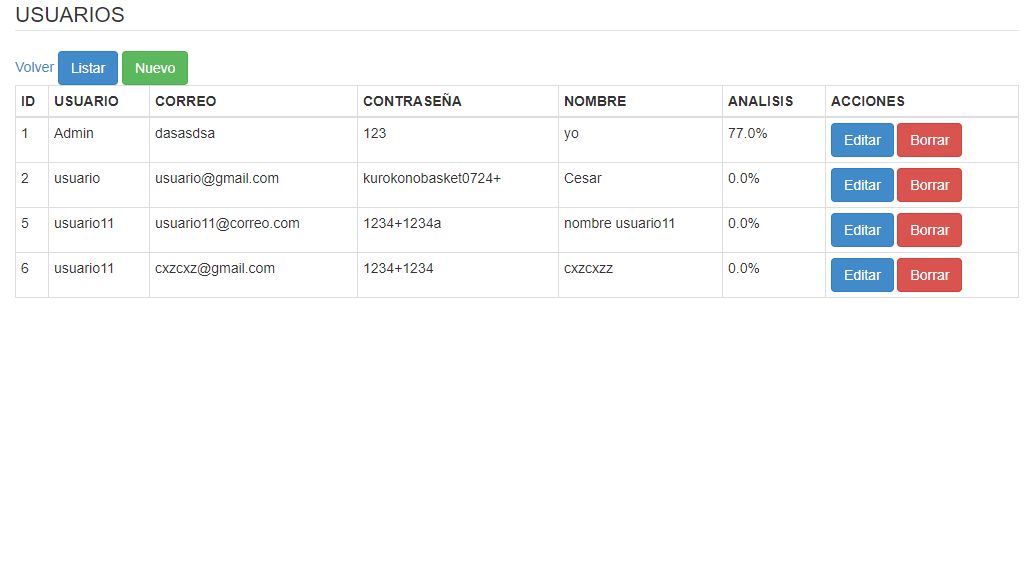 USUARIOS
Volver Listar Nuevo
ID USUARIO CORREO CONTRASEÑA NOMBRE ANALISIS ACCIONES
1 Admin dasasdsa 123 yo 77.0% Editar Borrar
2 usuario usuario@gmail.com kurokonobasket0724+ Cesar 0.0% Editar Borrar
5 usuario11 usuario11@correo.com 1234+1234a nombre usuario11 0.0% Editar Borrar
6 usuario11 cxzcxz@gmail.com 1234+1234 cxzcxzz 0.0% Editar Borrar